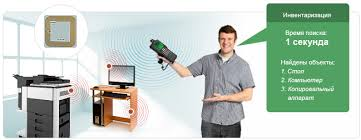 Инвентаризация
Время поиска:
1 секунда
Найдены объекты:
1. Стол
2. Компьютер
3. Копировальный
аппарат